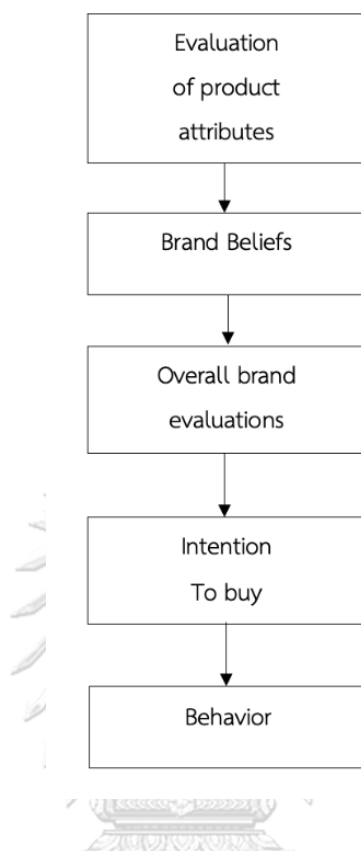 Evaluation
of product
attributes
Brand Beliefs
Overall brand
evaluations
Intention
To buy
Behavior